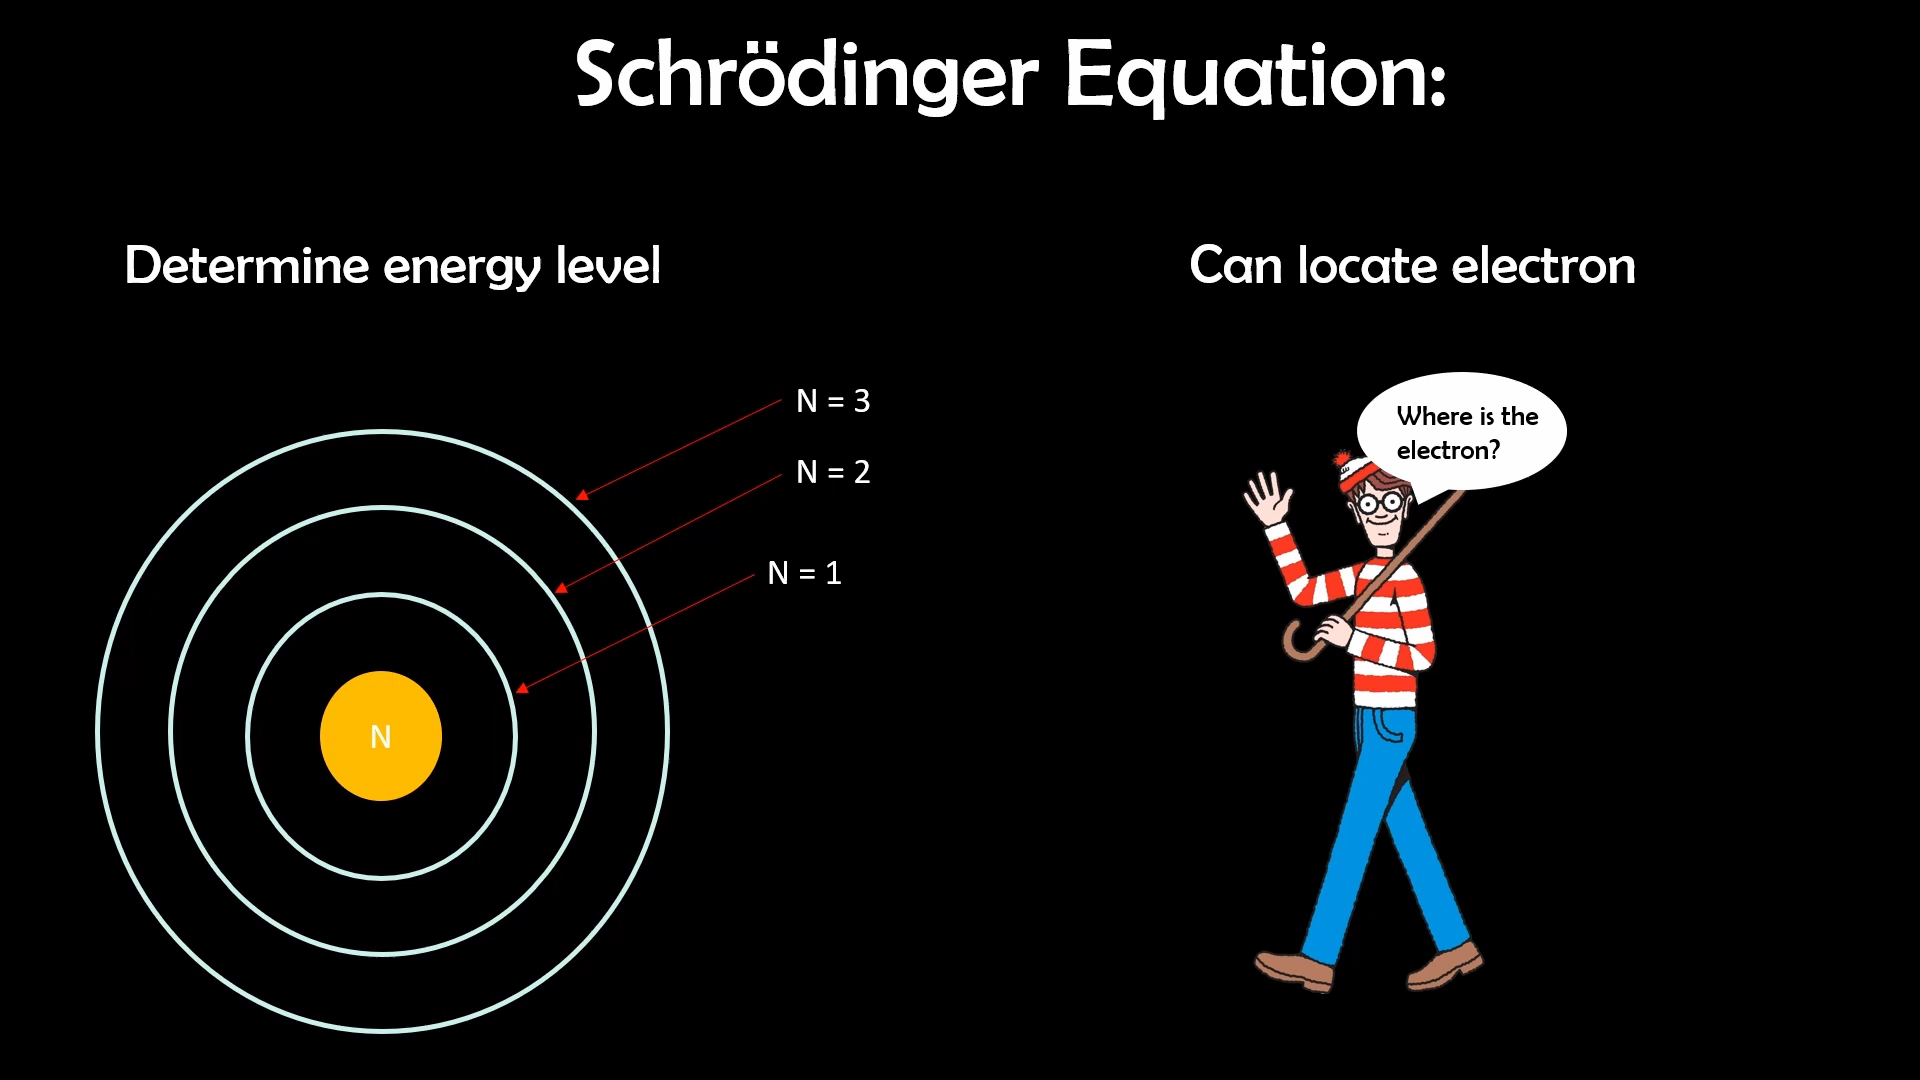 Schrödinger Equation:
Determine energy level
Can locate electron
N = 3
N = 2
N = 1
N
Where is the
electron?